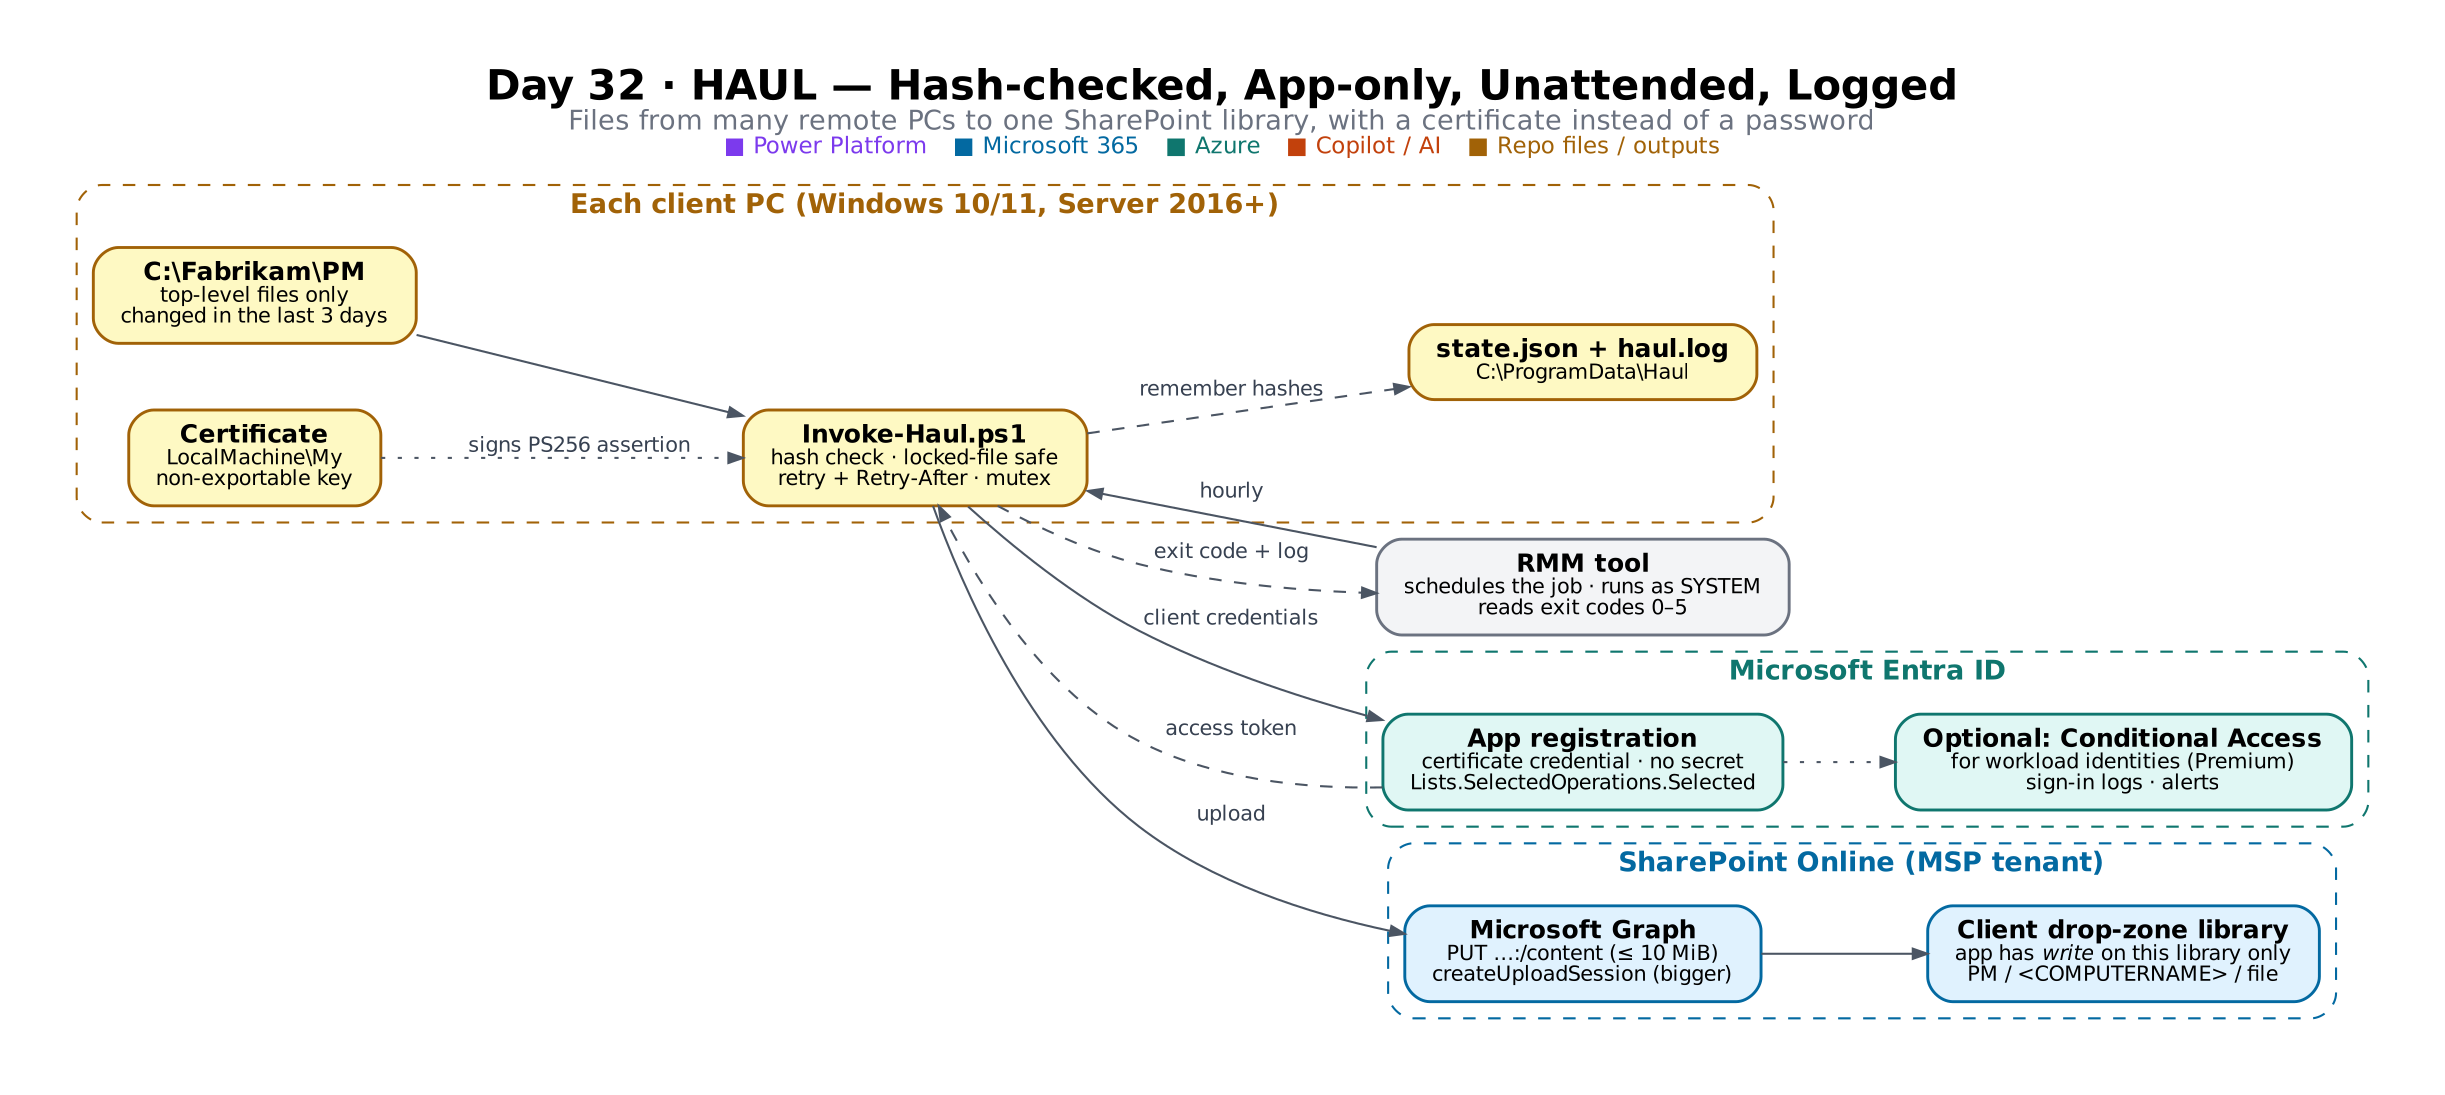 Day 32 · HAUL — Hash-checked, App-only, Unattended, Logged
Files from many remote PCs to one SharePoint library, with a certificate instead of a password
■ Power Platform ■ Microsoft 365 ■ Azure ■ Copilot / AI ■ Repo files / outputs
Each client PC (Windows 10/11, Server 2016+)
C:\Fabrikam\PM
top-level files only
changed in the last 3 days
state.json + haul.log
C:\ProgramData\Haul
remember hashes
Certificate
LocalMachine\My
non-exportable key
signs PS256 assertion
Invoke-Haul.ps1
hash check · locked-file safe
retry + Retry-After · mutex
hourly
exit code + log
RMM tool
schedules the job · runs as SYSTEM
reads exit codes 0–5
client credentials
Microsoft Entra ID
access token
App registration
certificate credential · no secret
Lists.SelectedOperations.Selected
Optional: Conditional Access
for workload identities (Premium)
sign-in logs · alerts
upload
SharePoint Online (MSP tenant)
Microsoft Graph
PUT …:/content (≤ 10 MiB)
createUploadSession (bigger)
Client drop-zone library
app has write on this library only
PM / <COMPUTERNAME> / file